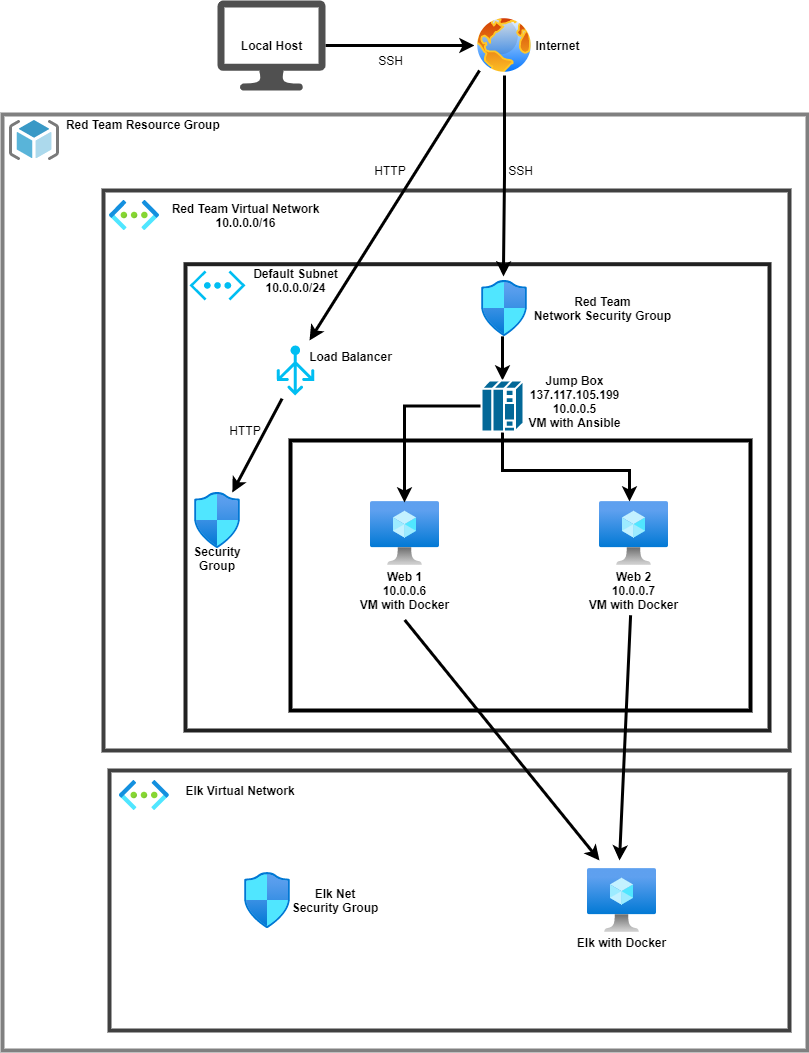 Local Host
SSH
Internet
Red Team Resource Group
HTTP
SSH
Red Team Virtual Network
10.0.0.0/16
Default Subnet
10.0.0.0/24
Red Team
Network Security Group
Load Balancer
Jump Box
137.117.105.199
10.0.0.5
VM with Ansible
HTTP
Security
Group
Web 1
10.0.0.6
VM with Docker
Web 2
10.0.0.7
VM with Docker
Elk Virtual Network
Elk Net
Security Group
Elk with Docker